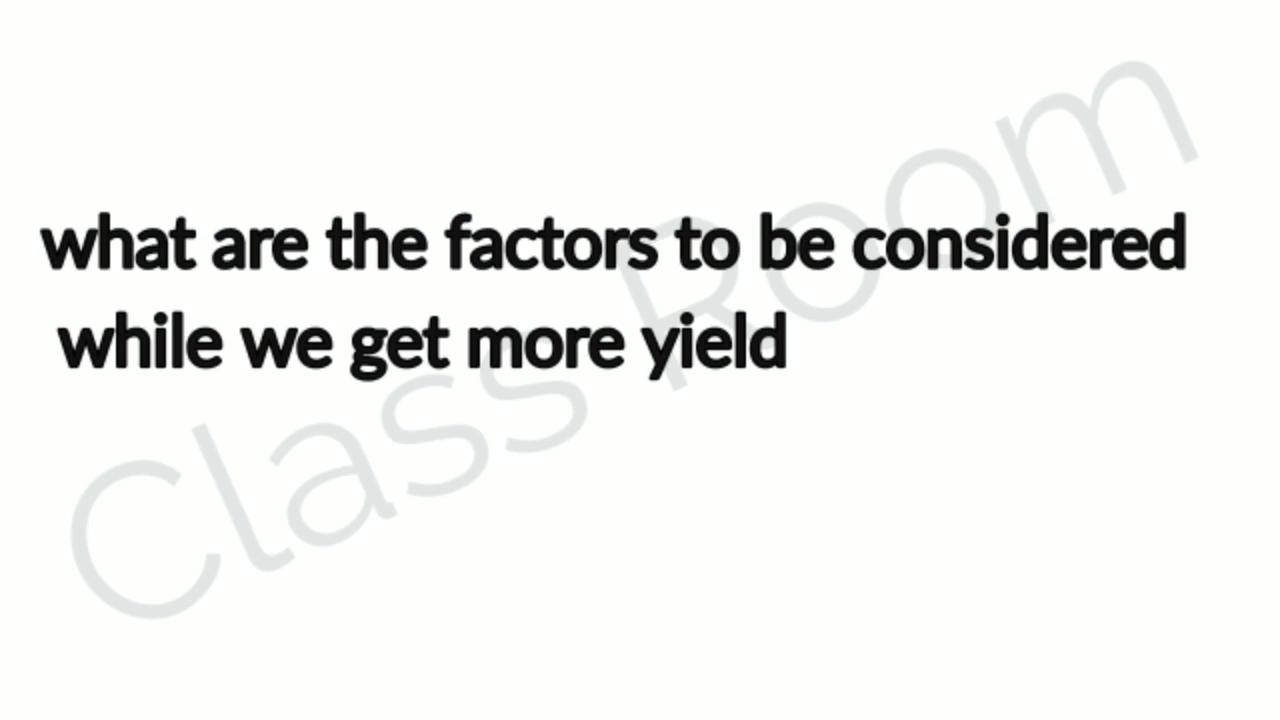 what are the factors to be considered
while we get more yield
Class Room